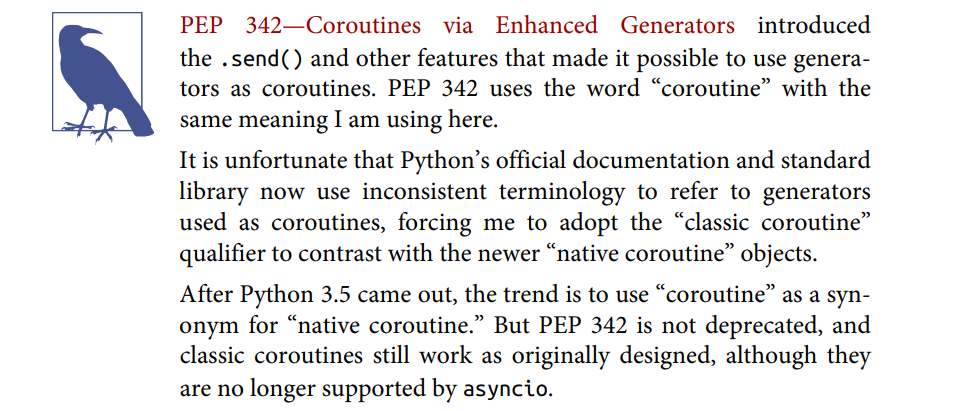 PEP 342—Coroutines via Enhanced Generators introduced
the .send() and other features that made it possible to use genera-
tors as coroutines. PEP 342 uses the word “coroutine” with the
same meaning I am using here.
It is unfortunate that Python’s official documentation and standard
library now use inconsistent terminology to refer to generators
used as coroutines, forcing me to adopt the “classic coroutine”
qualifier to contrast with the newer “native coroutine” objects.
After Python 3.5 came out, the trend is to use “coroutine” as a syn-
onym for “native coroutine.” But PEP 342 is not deprecated, and
classic coroutines still work as originally designed, although they
are no longer supported by asyncio.